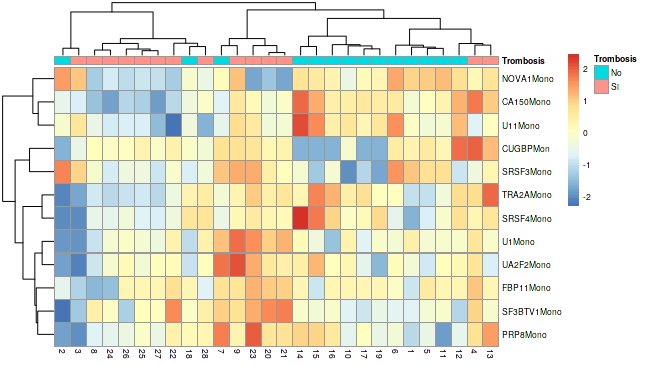 Trombosis
NOVA1Mono
CA150Mono
U11Mono
CUGBPMon
SRSF3Mono
TRA2AMono
SRSF4Mono
U1Mono
UA2F2Mono
FBP11Mono
SF3BTV1Mono
PRP8Mono
2 3 8 24 26 25 27 22 18 28 7 9 23 20 21 14 15 16 10 17 19 6 1 5 11 12 4 13
2
1
0
-1
-2
Trombosis
No
SI